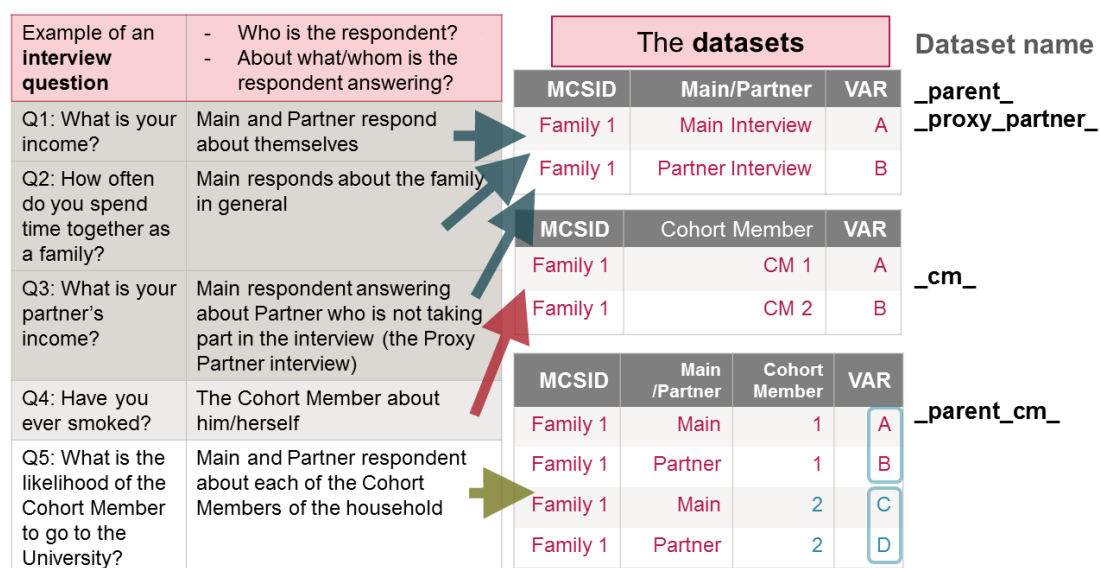 Example of an
interview
question
- Who is the respondent?
- About what/whom is the
respondent answering?
Q1: What is your
income?
Main and Partner respond
about themselves
Q2: How often
do you spend
time together as
a family?
Main responds about the family
in general
Q3: What is your
partner's
income?
Main respondent answering
about Partner who is not taking
part in the interview (the Proxy
Partner interview)
Q4: Have you
ever smoked?
The Cohort Member about
him/herself
Q5: What is the
likelihood of the
Cohort Member
to go to the
University?
Main and Partner respondent
about each of the Cohort
Members of the household
The datasets
Dataset name
MCSID Main/Partner VAR
Family 1 Main Interview A
Family 1 Partner Interview B
_parent_
_proxy_partner_
MCSID Cohort Member VAR
Family 1 CM 1 A
Family 1 CM 2 B
_cm_
MCSID Main
/Partner Cohort
Member VAR
Family 1 Main 1 A
Family 1 Partner 1 B
Family 1 Main 2 C
Family 1 Partner 2 D
_parent_cm_